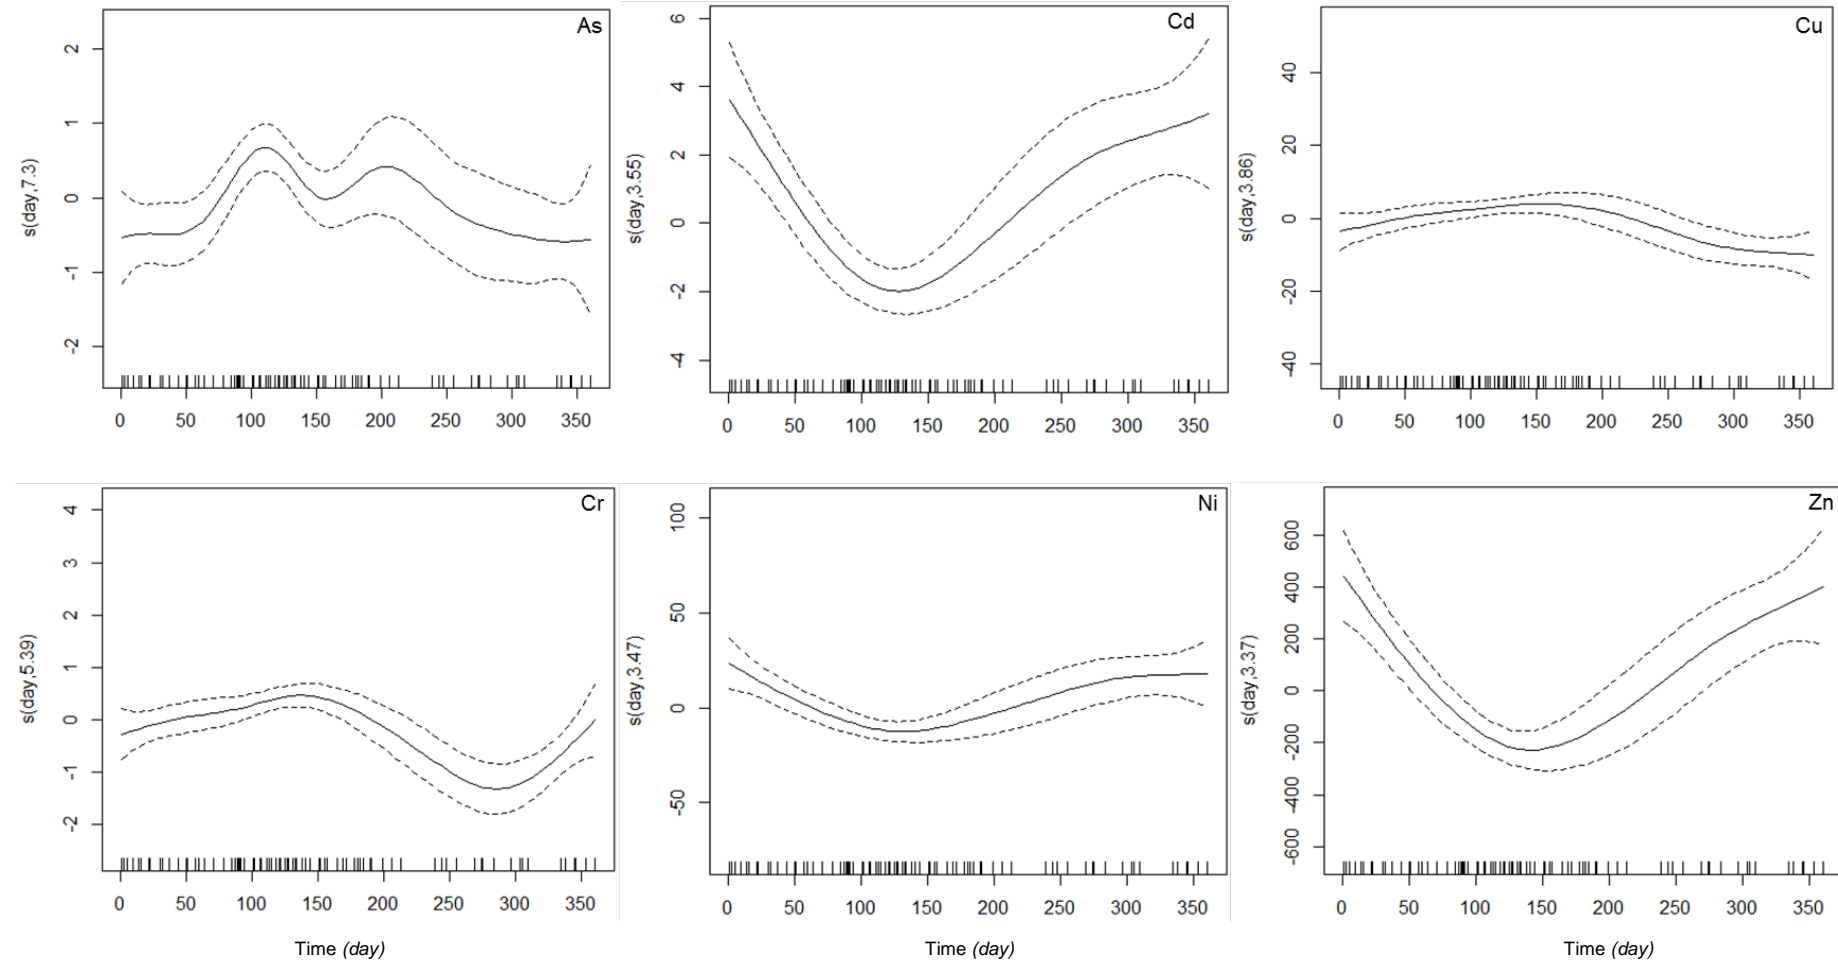 As
s(day,7.3)
2
1
0
-1
-2
0 50 100 150 200 250 300 350
Cd
s(day,3.55)
6
4
2
0
-2
-4
0 50 100 150 200 250 300 350
Cu
s(day,3.86)
40
20
0
-20
-40
0 50 100 150 200 250 300 350
Cr
s(day,5.39)
4
3
2
1
0
-1
-2
0 50 100 150 200 250 300 350
Time (day)
Ni
s(day,3.47)
100
50
0
-50
0 50 100 150 200 250 300 350
Time (day)
Zn
s(day,3.37)
600
400
200
0
-200
-400
-600
0 50 100 150 200 250 300 350
Time (day)